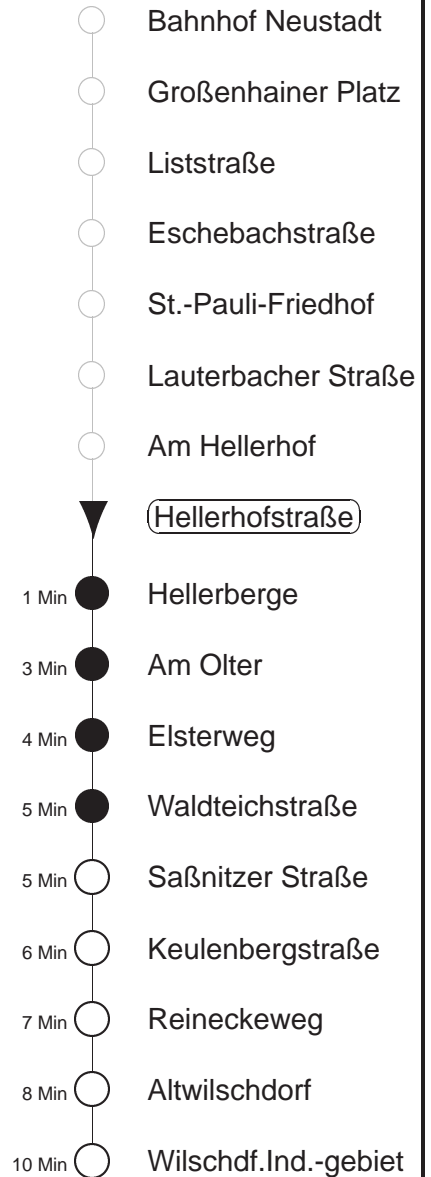 Bahnhof Neustadt
Großenhainer Platz
Liststraße
Eschebachstraße
St.-Pauli-Friedhof
Lauterbacher Straße
Am Hellerhof
Hellerhofstraße
1 Min Hellerberge
3 Min Am Olter
4 Min Elsterweg
5 Min Waldteichstraße
5 Min Saßnitzer Straße
6 Min Keulenbergstraße
7 Min Reineckeweg
8 Min Altwilschdorf
10 Min Wilschdf.Ind.-gebiet